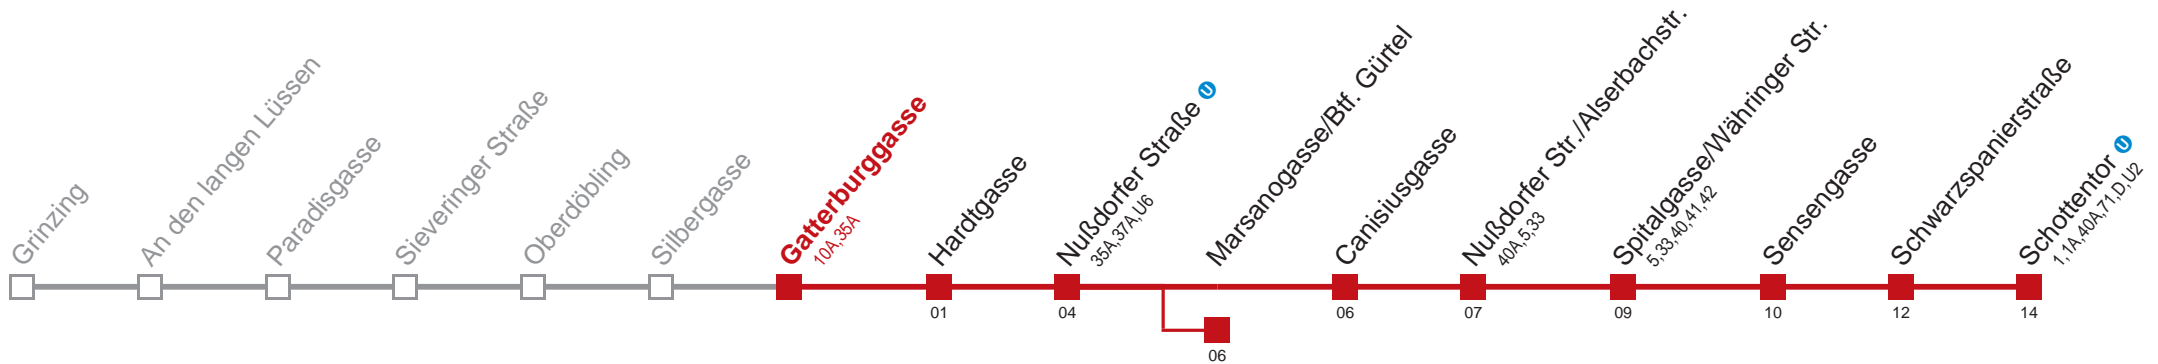 Grinzing
An den langen Lüssen
Paradisgasse
Sieveringer Straße
Oberdöbling
Silbergasse
Gatterburggasse
10A,35A
Hardtgasse
01
Nußdorfer Straße U
35A,37A,U6
04
Marsanogasse/Btf. Gürtel
06
Canisiusgasse
06
Nußdorfer Str./Alserbachstr.
40A,5,33
07
Spitalgasse/Währinger Str.
5,33,40,41,42
09
Sensengasse
10
Schwarzspanierstraße
12
Schottentor U
1,1A,40A,71,D,U2
14